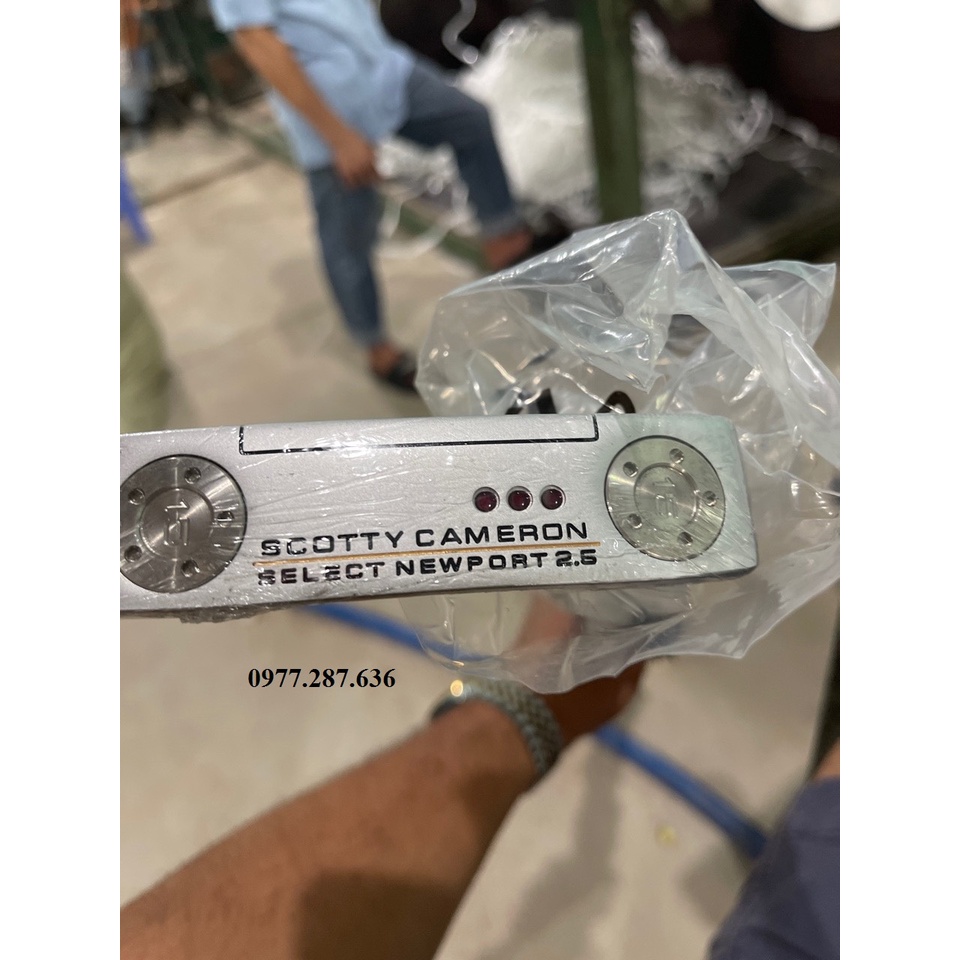 SCOTTY CAMERON
SELECT NEWPORT 2.5
0977.287.636